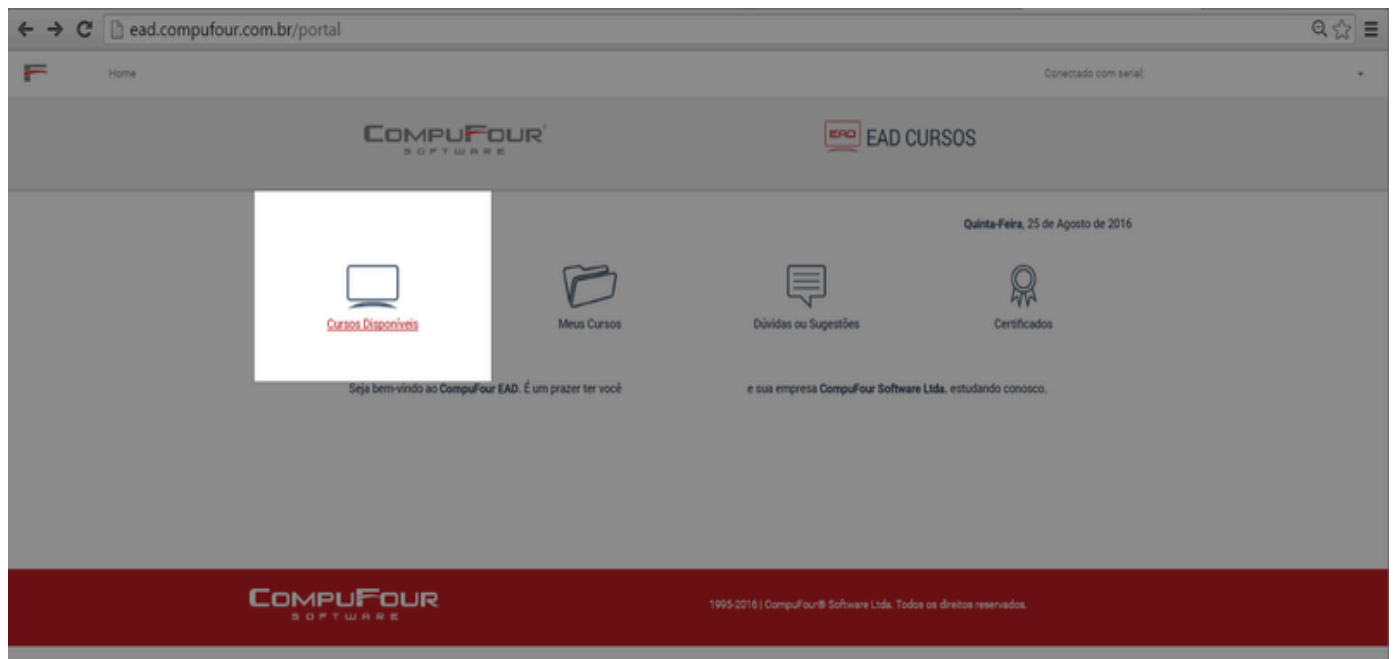 ead.compufour.com.br/portal
Home
Conectado com serial:
COMPUFOUR
SOFTWARE
EAD
EAD CURSOS
Quinta-Feira, 25 de Agosto de 2016
Cursos Disponíveis
Meus Cursos
Dúvidas ou Sugestões
Certificados
Seja bem-vindo ao CompuFour EAD. É um prazer ter você e sua empresa CompuFour Software Ltda. estudando conosco.
COMPUFOUR
SOFTWARE
1995-2016 | CompuFour® Software Ltda. Todos os direitos reservados.